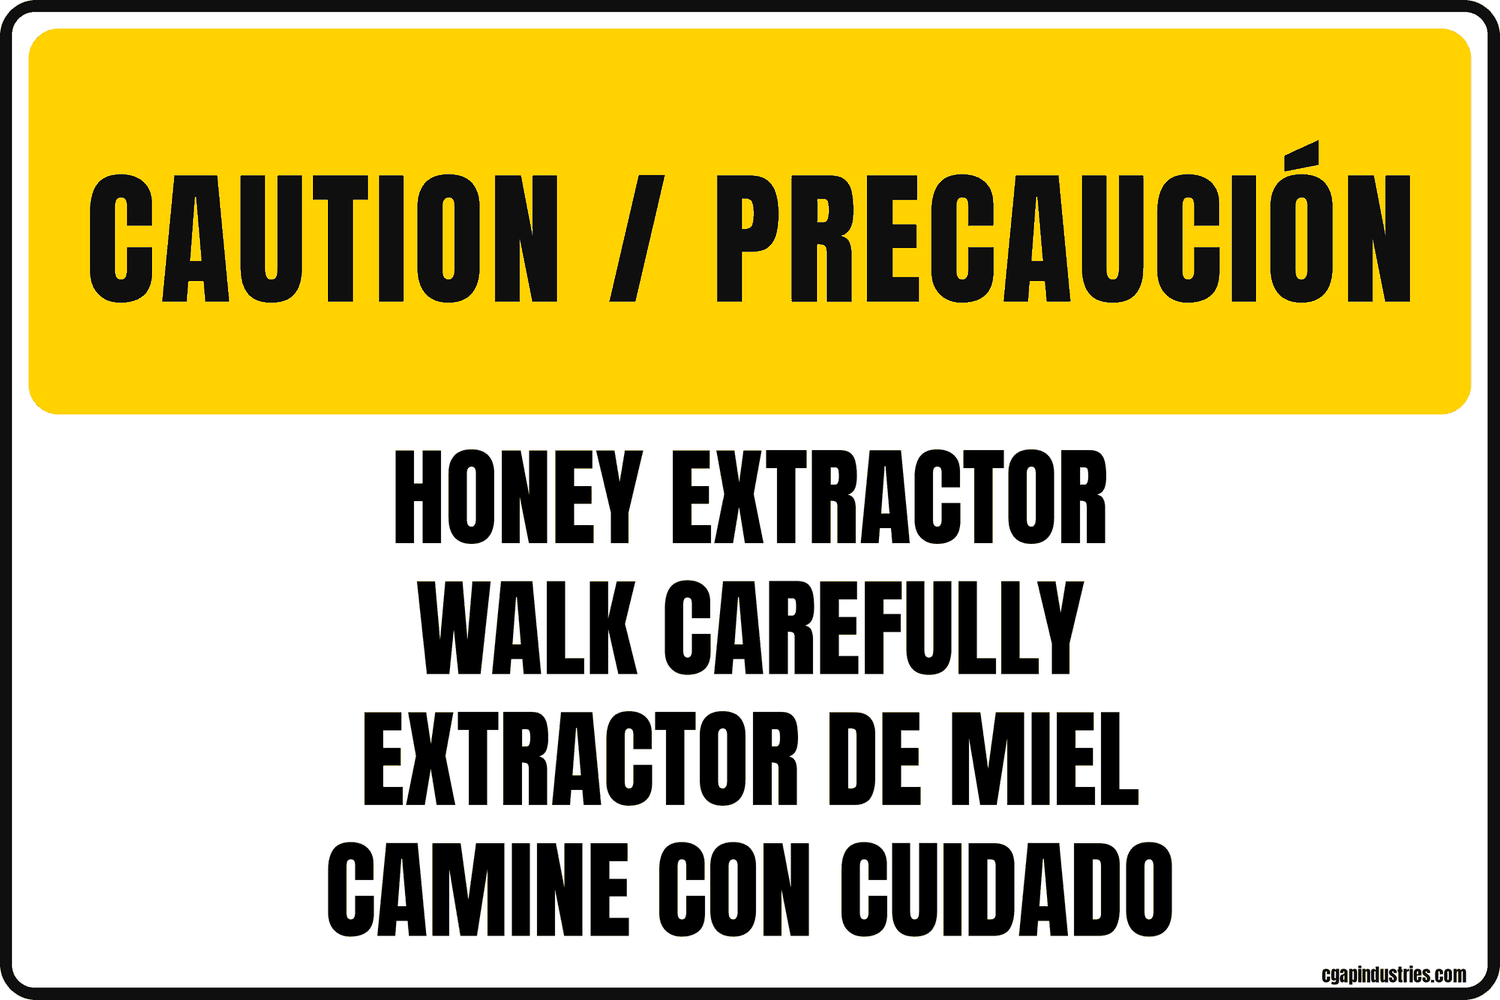 CAUTION / PRECAUCIÓN
HONEY EXTRACTOR
WALK CAREFULLY
EXTRACTOR DE MIEL
CAMINE CON CUIDADO
cgapindustries.com